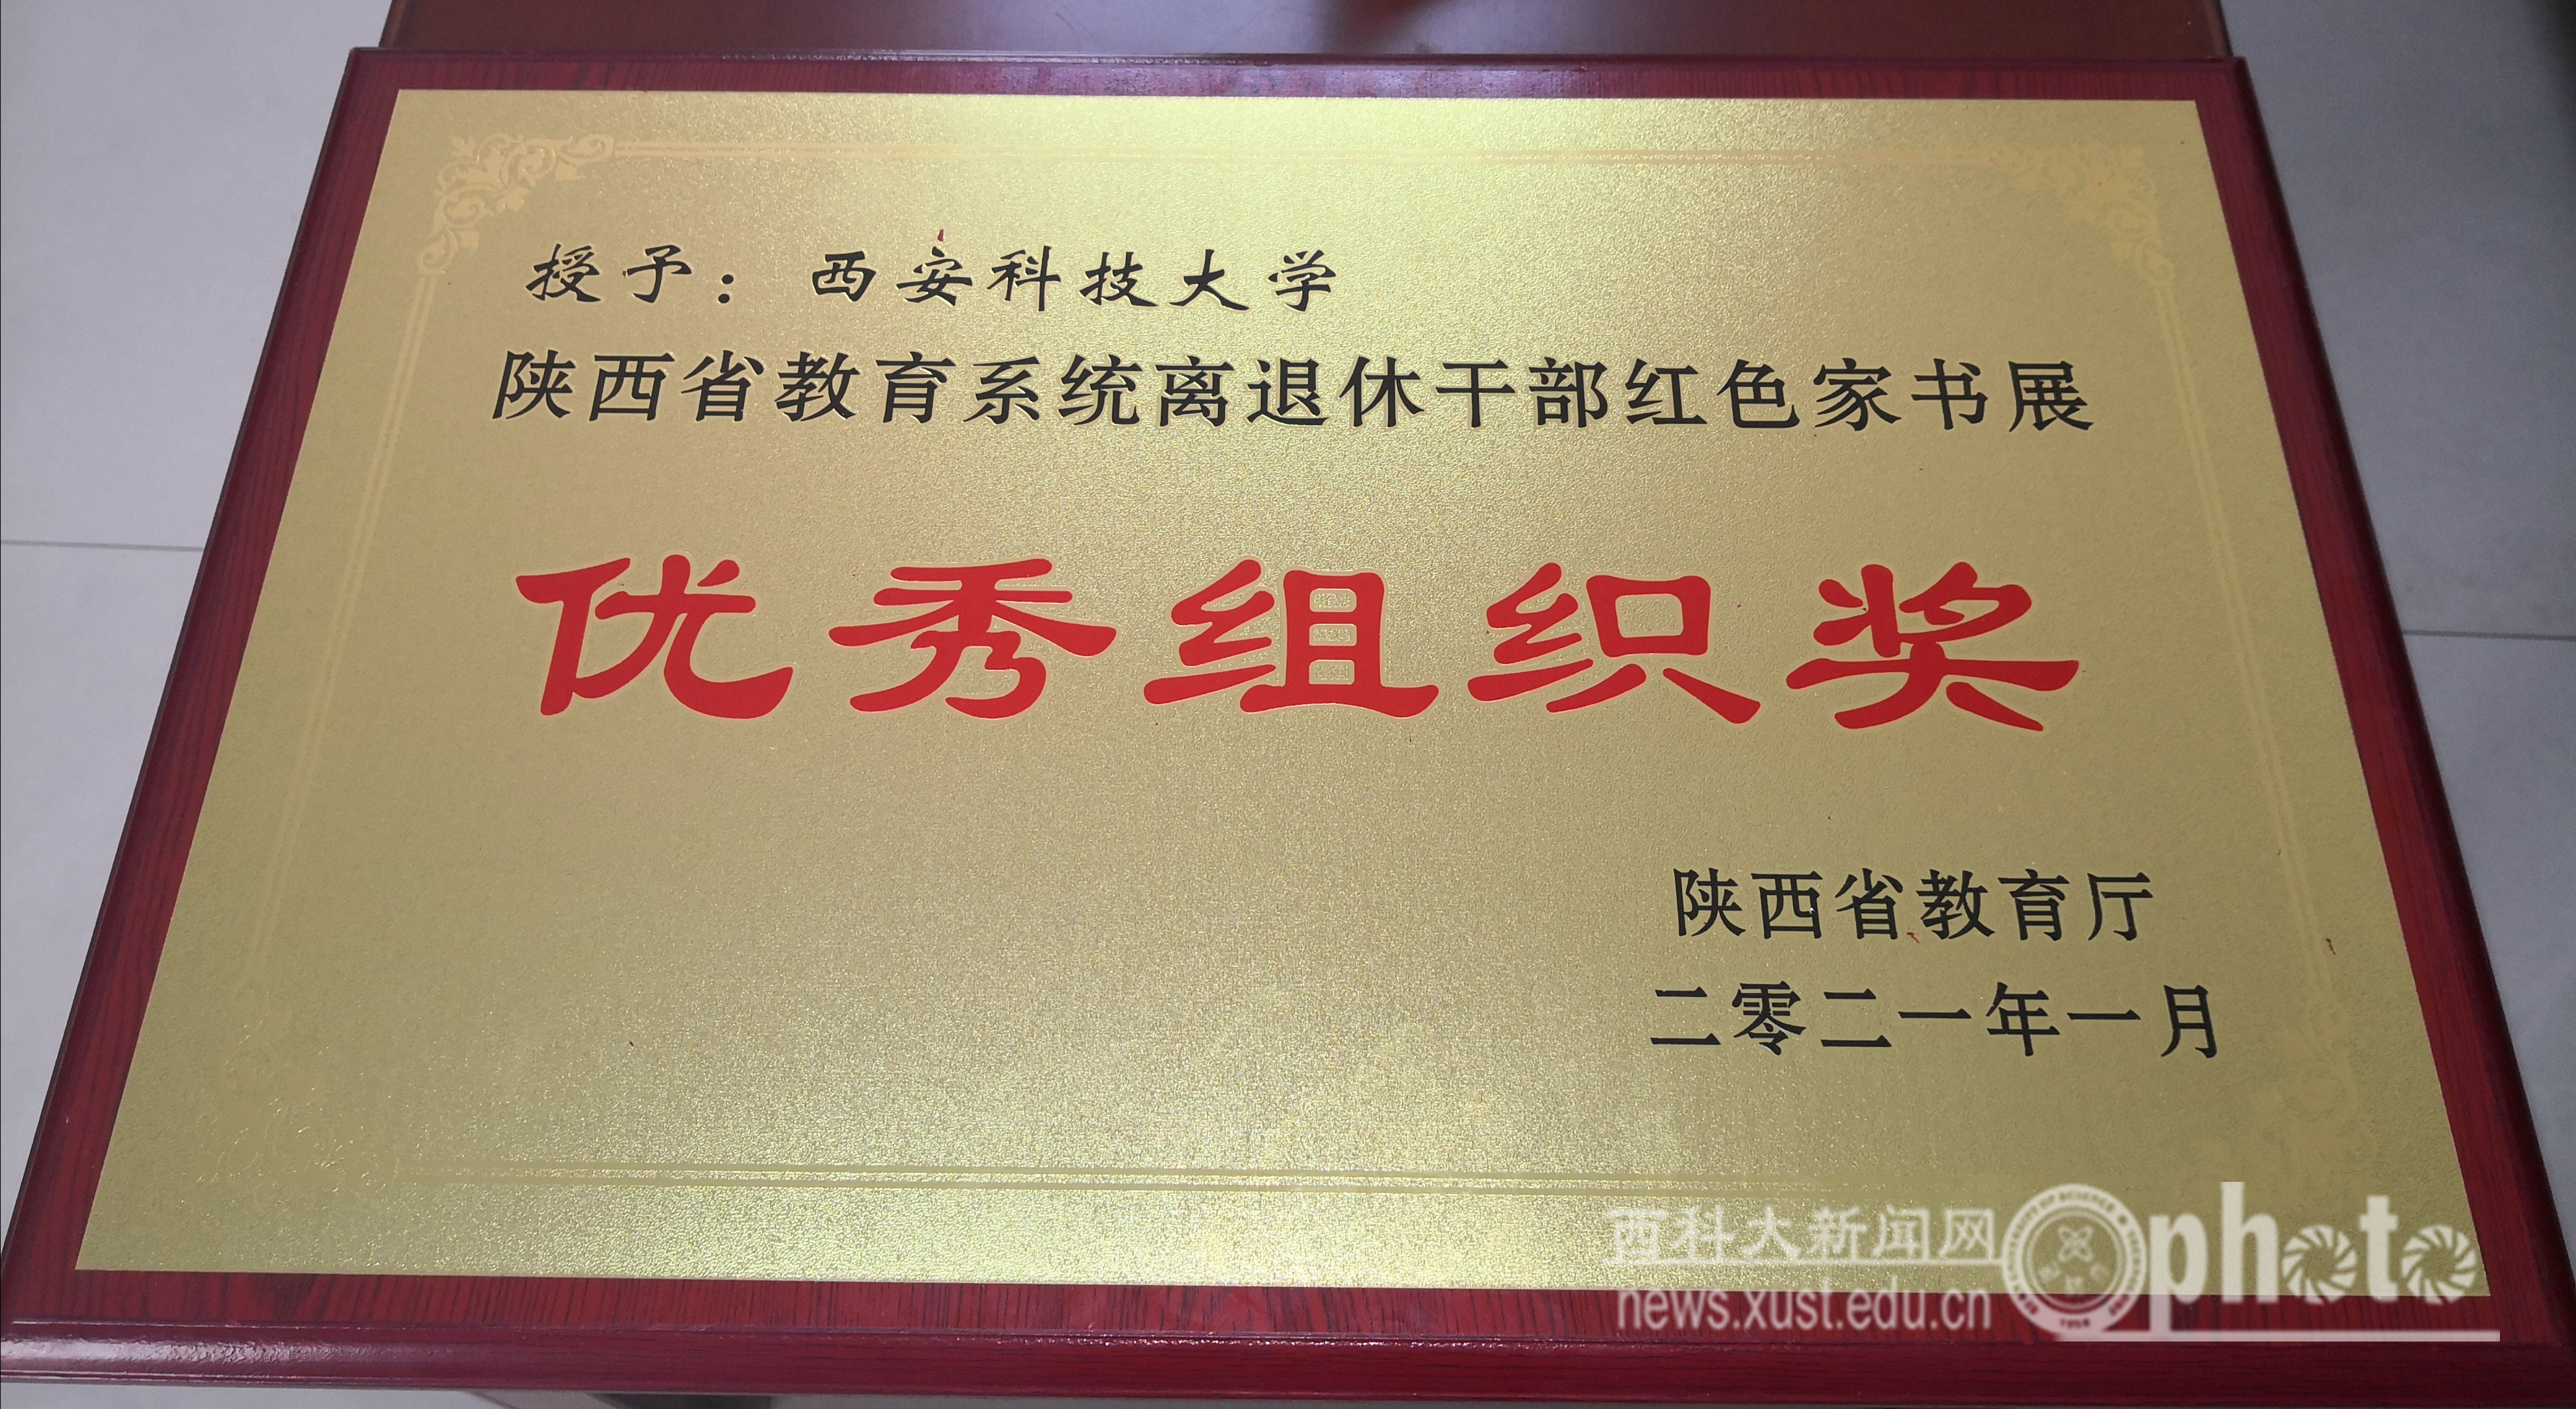 授予：西安科技大学
陕西省教育系统离退休干部红色家书展
优秀组织奖
陕西省教育厅
二零二一年一月
西科大新闻网
news.xust.edu.cn
photo